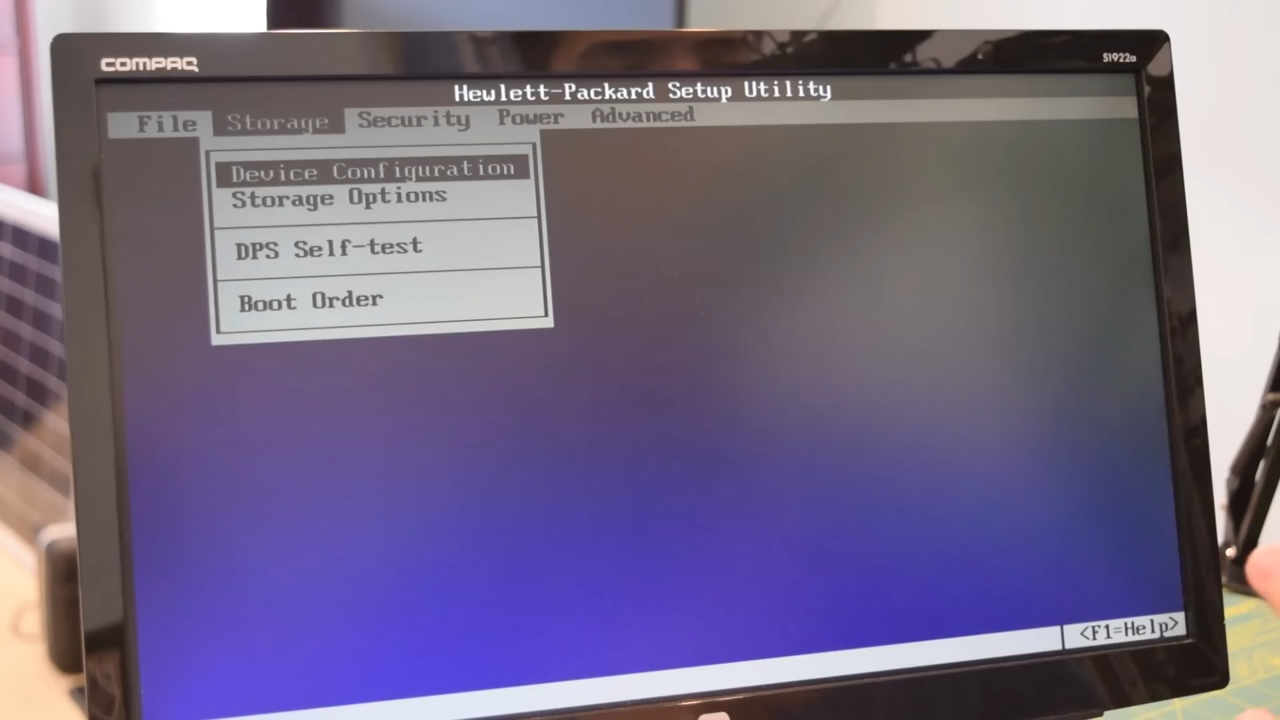 COMPAQ
S1922a
Hewlett-Packard Setup Utility
File Storage Security Power Advanced
Device Configuration
Storage Options
DPS Self-test
Boot Order
<F1=Help>